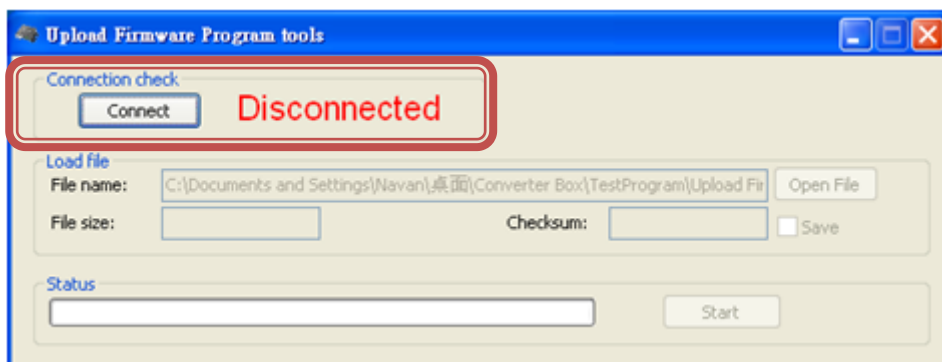 Upload Firmware Program tools
Connection check
Connect Disconnected
Load file
File name: C:\Documents and Settings\Navan\桌面\Converter Box\TestProgram\Upload Fir Open File
File size: Checksum: Save
Status
Start